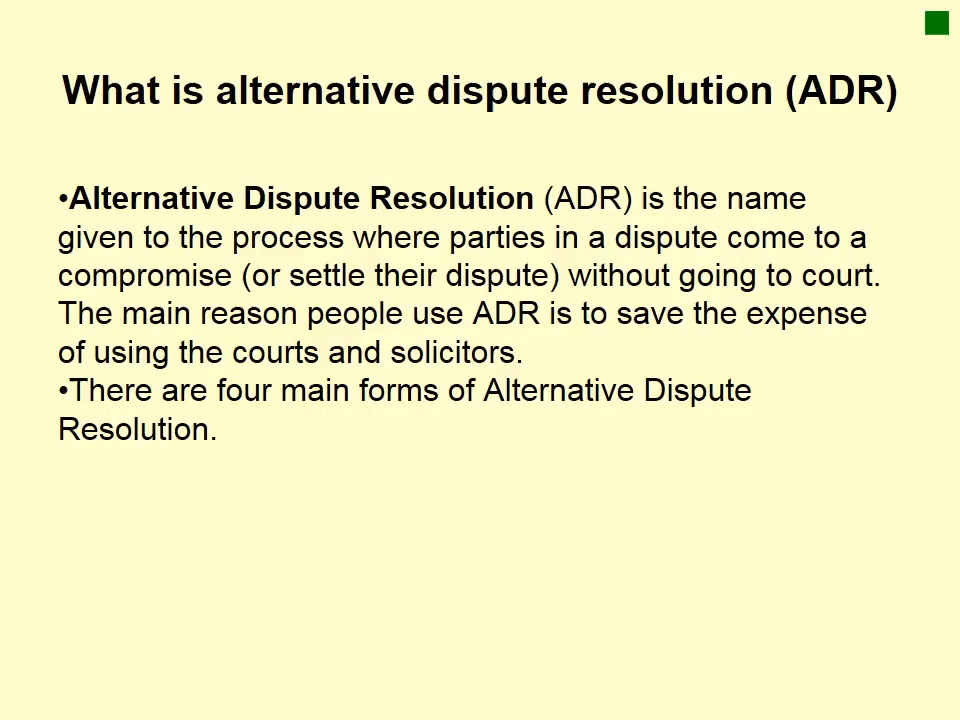 What is alternative dispute resolution (ADR)
•Alternative Dispute Resolution (ADR) is the name
given to the process where parties in a dispute come to a
compromise (or settle their dispute) without going to court.
The main reason people use ADR is to save the expense
of using the courts and solicitors.
•There are four main forms of Alternative Dispute
Resolution.